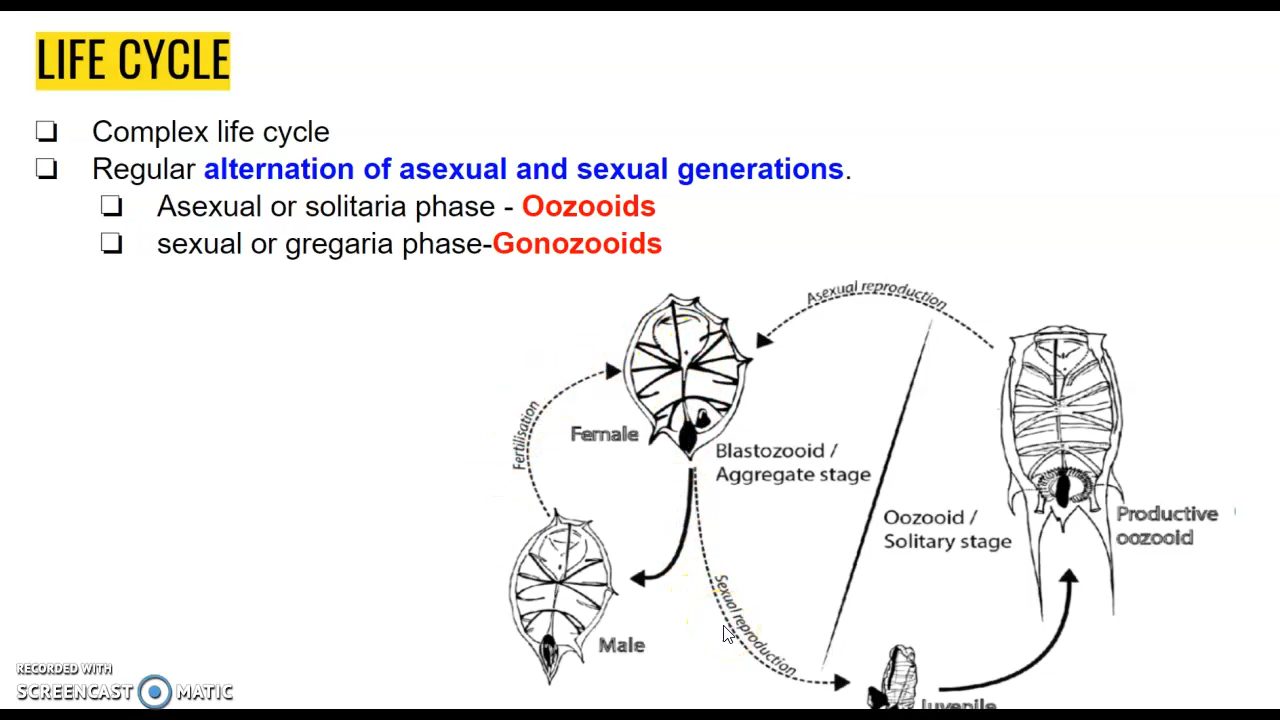 LIFE CYCLE
❏ Complex life cycle
❏ Regular alternation of asexual and sexual generations.
❏ Asexual or solitaria phase - Oozooids
❏ sexual or gregaria phase-Gonozooids
Asexual reproduction
Fertilisation
Female
Blastozooid /
Aggregate stage
Oozooid /
Solitary stage
Productive
oozooid
Sexual reproduction
Male
Juvenile
RECORDED WITH
SCREENCAST MATIC